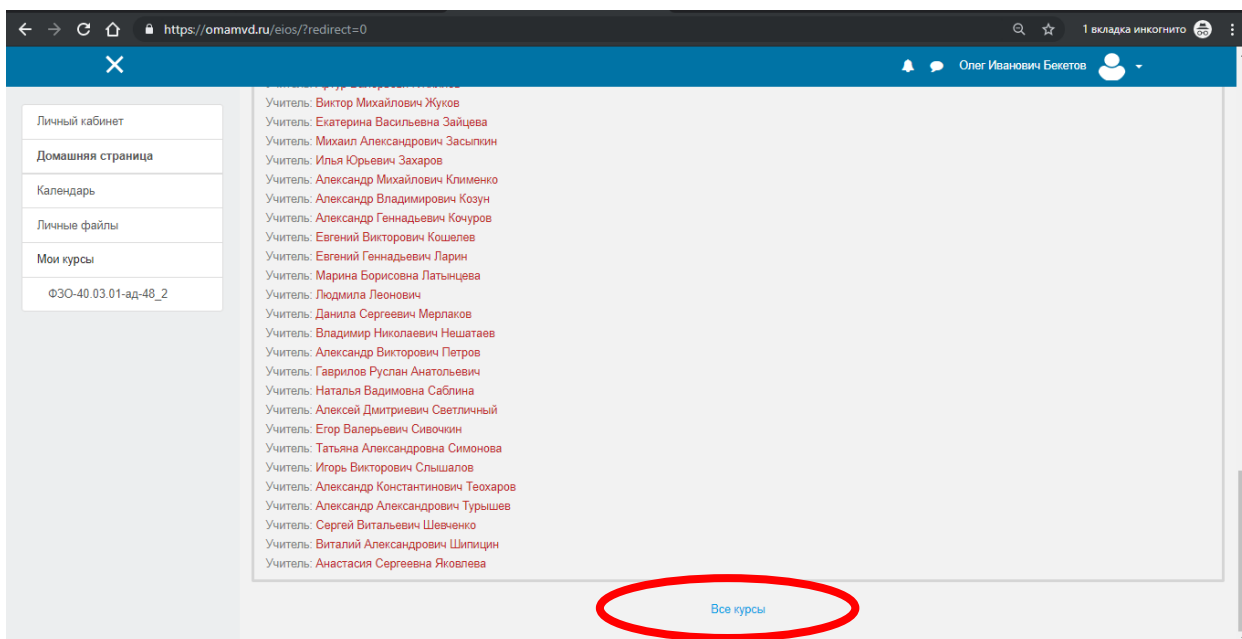 https://omamvd.ru/eios/?redirect=0
1 вкладка инкогнито
Олег Иванович Бекетов
Личный кабинет
Домашняя страница
Календарь
Личные файлы
Мои курсы
ФЗО-40.03.01-ад-48_2
Учитель: Виктор Михайлович Жуков
Учитель: Екатерина Васильевна Зайцева
Учитель: Михаил Александрович Засыпкин
Учитель: Илья Юрьевич Захаров
Учитель: Александр Михайлович Клименко
Учитель: Александр Владимирович Козун
Учитель: Александр Геннадьевич Кочуров
Учитель: Евгений Викторович Кошелев
Учитель: Евгений Геннадьевич Ларин
Учитель: Марина Борисовна Латынцева
Учитель: Людмила Леонович
Учитель: Данила Сергеевич Мерлаков
Учитель: Владимир Николаевич Нешатаев
Учитель: Александр Викторович Петров
Учитель: Гаврилов Руслан Анатольевич
Учитель: Наталья Вадимовна Саблина
Учитель: Алексей Дмитриевич Светличный
Учитель: Егор Валерьевич Сивочкин
Учитель: Татьяна Александровна Симонова
Учитель: Игорь Викторович Слышалов
Учитель: Александр Константинович Теохаров
Учитель: Александр Александрович Турышев
Учитель: Сергей Витальевич Шевченко
Учитель: Виталий Александрович Шипицин
Учитель: Анастасия Сергеевна Яковлева
Все курсы